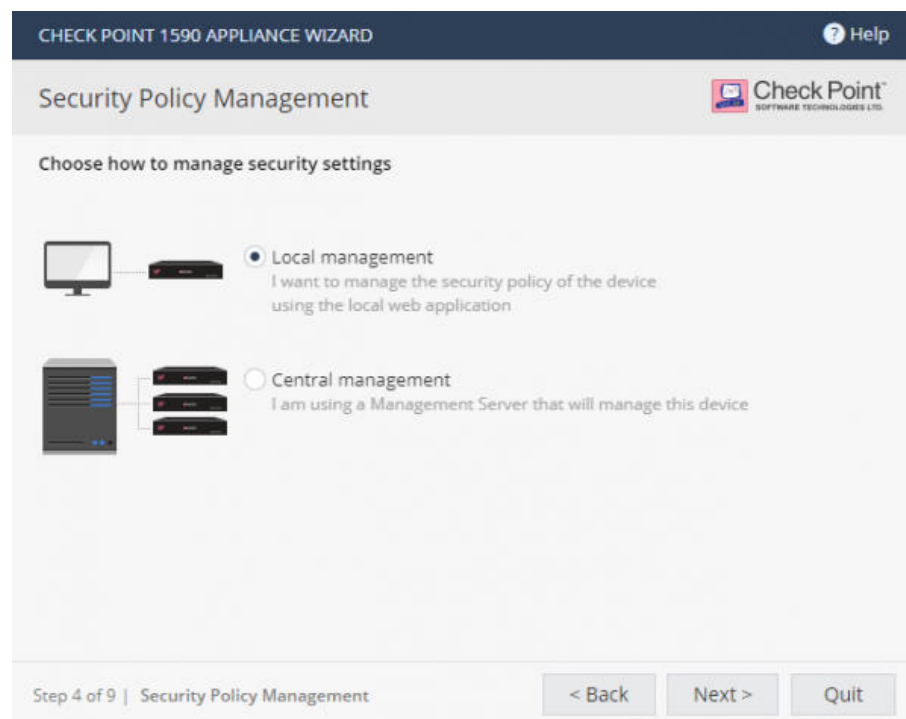 CHECK POINT 1590 APPLIANCE WIZARD
? Help
Security Policy Management
Check Point
SOFTWARE TECHNOLOGIES LTD.
Choose how to manage security settings
Local management
I want to manage the security policy of the device
using the local web application
Central management
I am using a Management Server that will manage this device
Step 4 of 9 | Security Policy Management
< Back
Next >
Quit